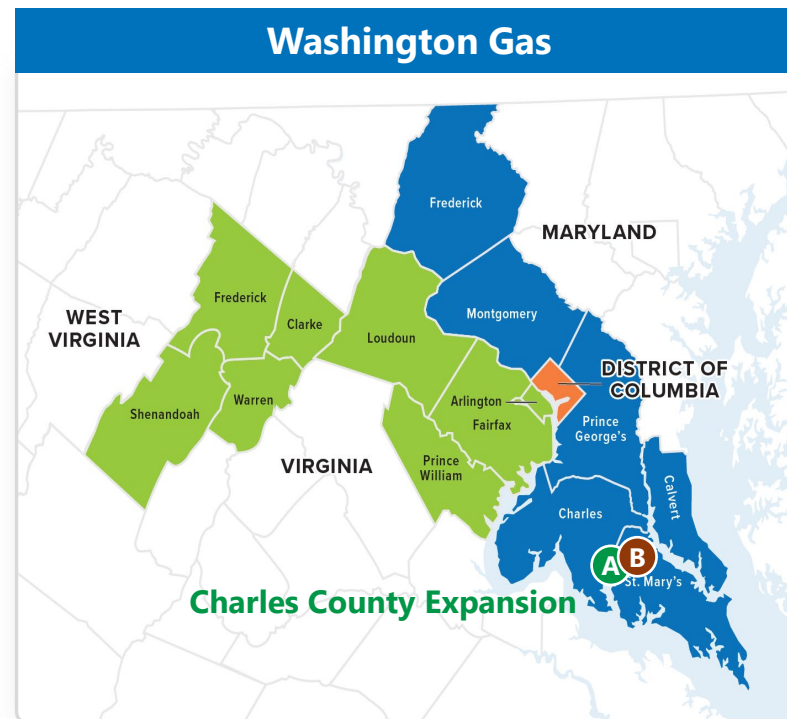 Washington Gas
Frederick
MARYLAND
Montgomery
Frederick
WEST
VIRGINIA
Clarke
Loudoun
DISTRICT OF
COLUMBIA
Shenandoah
Warren
Arlington
Fairfax
Prince
George's
VIRGINIA
Prince
William
Calvert
Charles
A
B
St. Mary's
Charles County Expansion